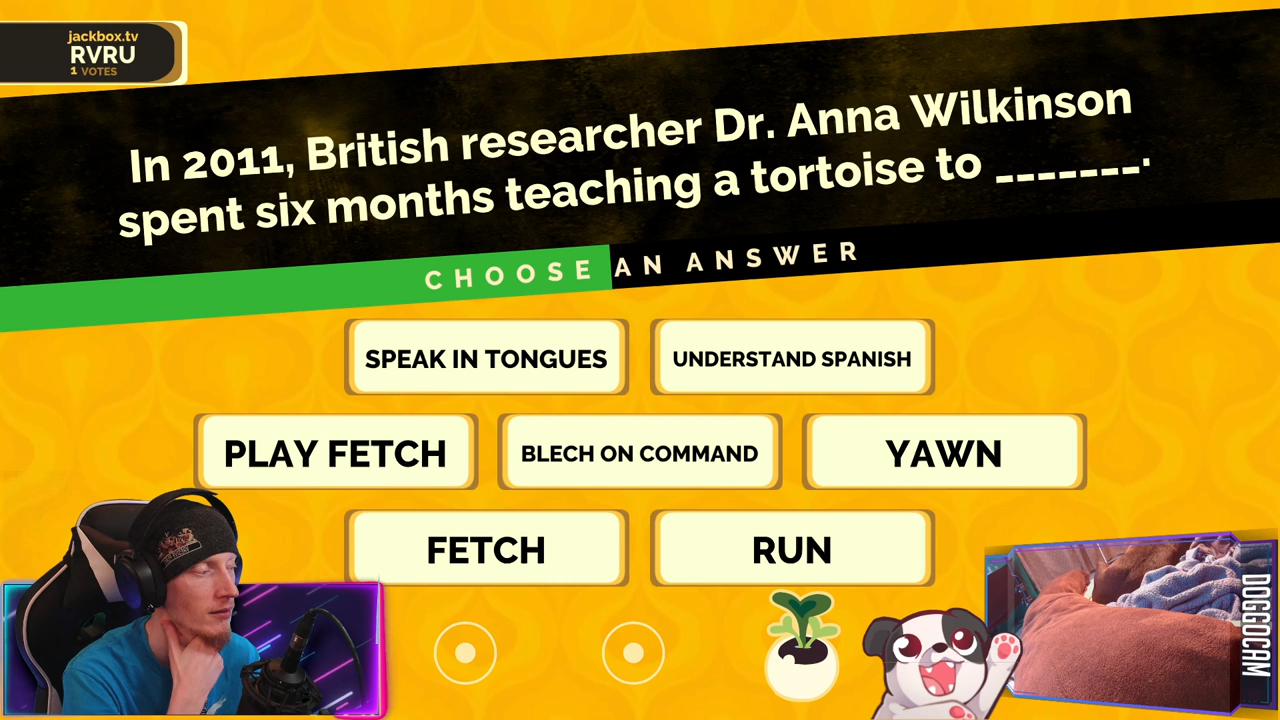 jackbox.tv
RVRU
1 VOTES
In 2011, British researcher Dr. Anna Wilkinson
spent six months teaching a tortoise to _______.
CHOOSE AN ANSWER
SPEAK IN TONGUES
UNDERSTAND SPANISH
PLAY FETCH
BLECH ON COMMAND
YAWN
FETCH
RUN
DOGGOCAM